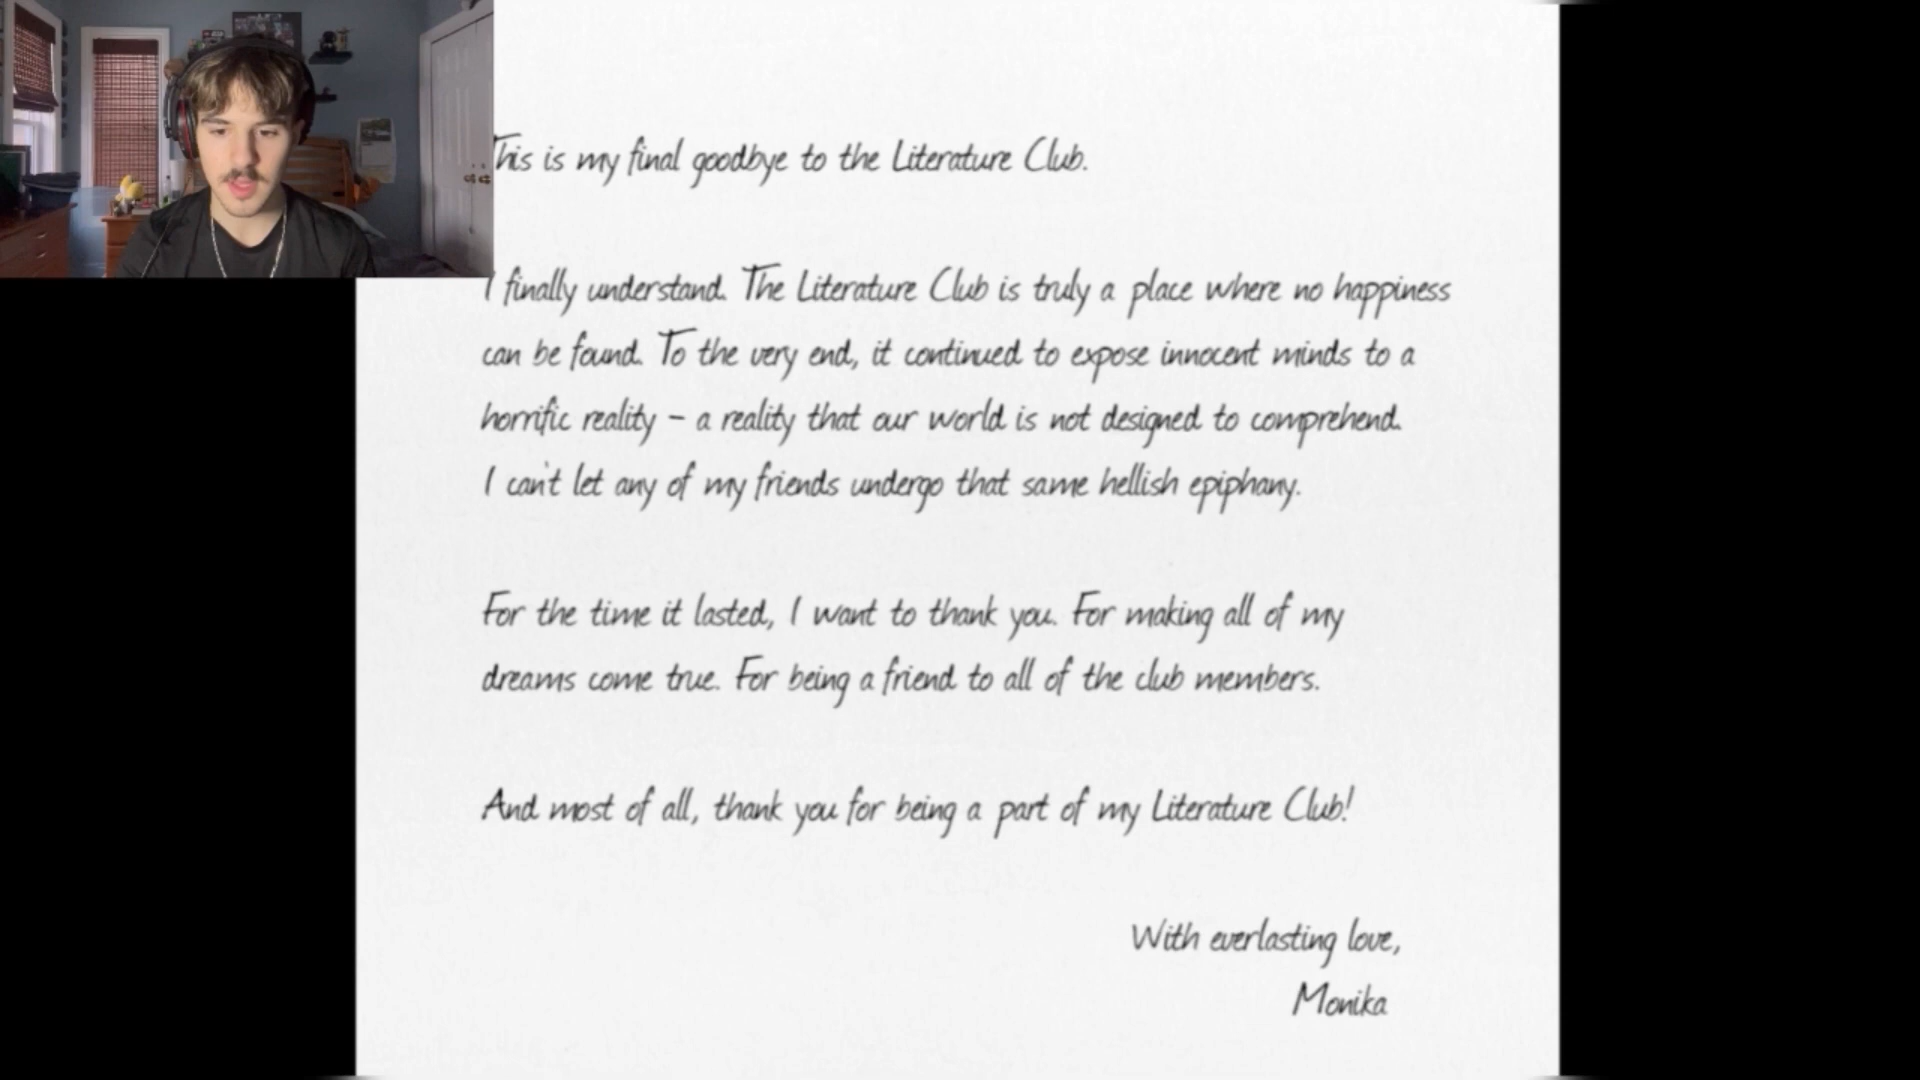 This is my final goodbye to the Literature Club.
I finally understand. The Literature Club is truly a place where no happiness
can be found. To the very end, it continued to expose innocent minds to a
horrific reality - a reality that our world is not designed to comprehend.
I can't let any of my friends undergo that same hellish epiphany.
For the time it lasted, I want to thank you. For making all of my
dreams come true. For being a friend to all of the club members.
And most of all, thank you for being a part of my Literature Club!
With everlasting love,
Monika